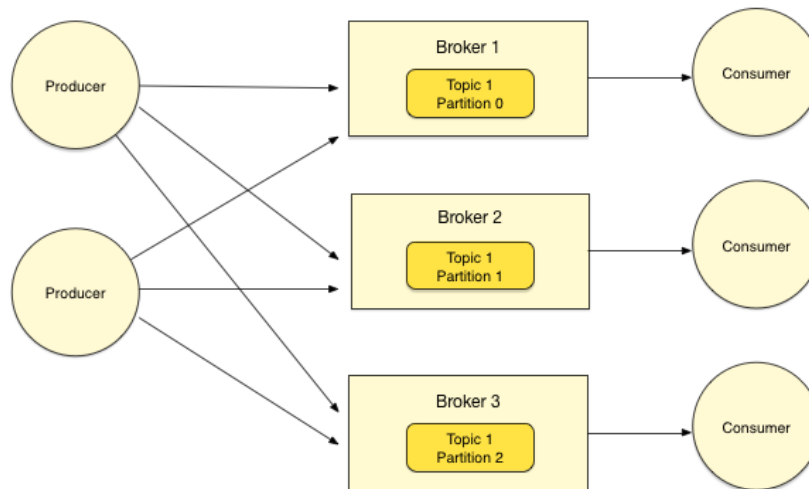 Producer
Producer
Broker 1
Topic 1
Partition 0
Broker 2
Topic 1
Partition 1
Broker 3
Topic 1
Partition 2
Consumer
Consumer
Consumer